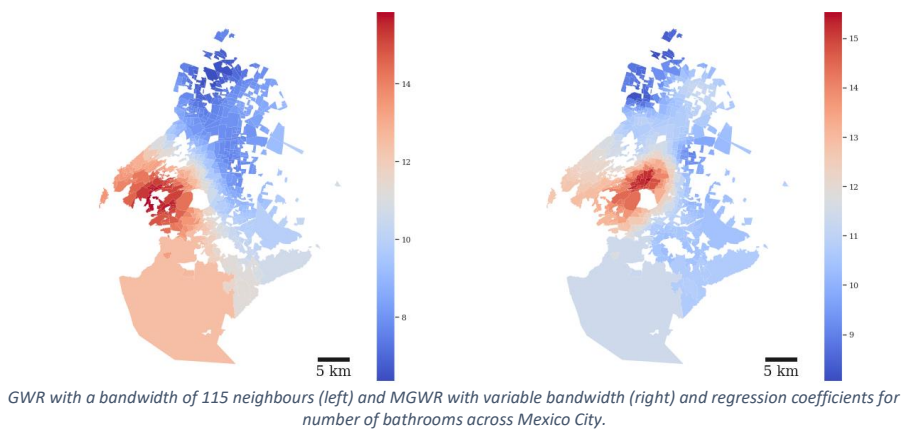 14
12
10
8
5 km
15
14
13
12
11
10
9
5 km
GWR with a bandwidth of 115 neighbours (left) and MGWR with variable bandwidth (right) and regression coefficients for
number of bathrooms across Mexico City.